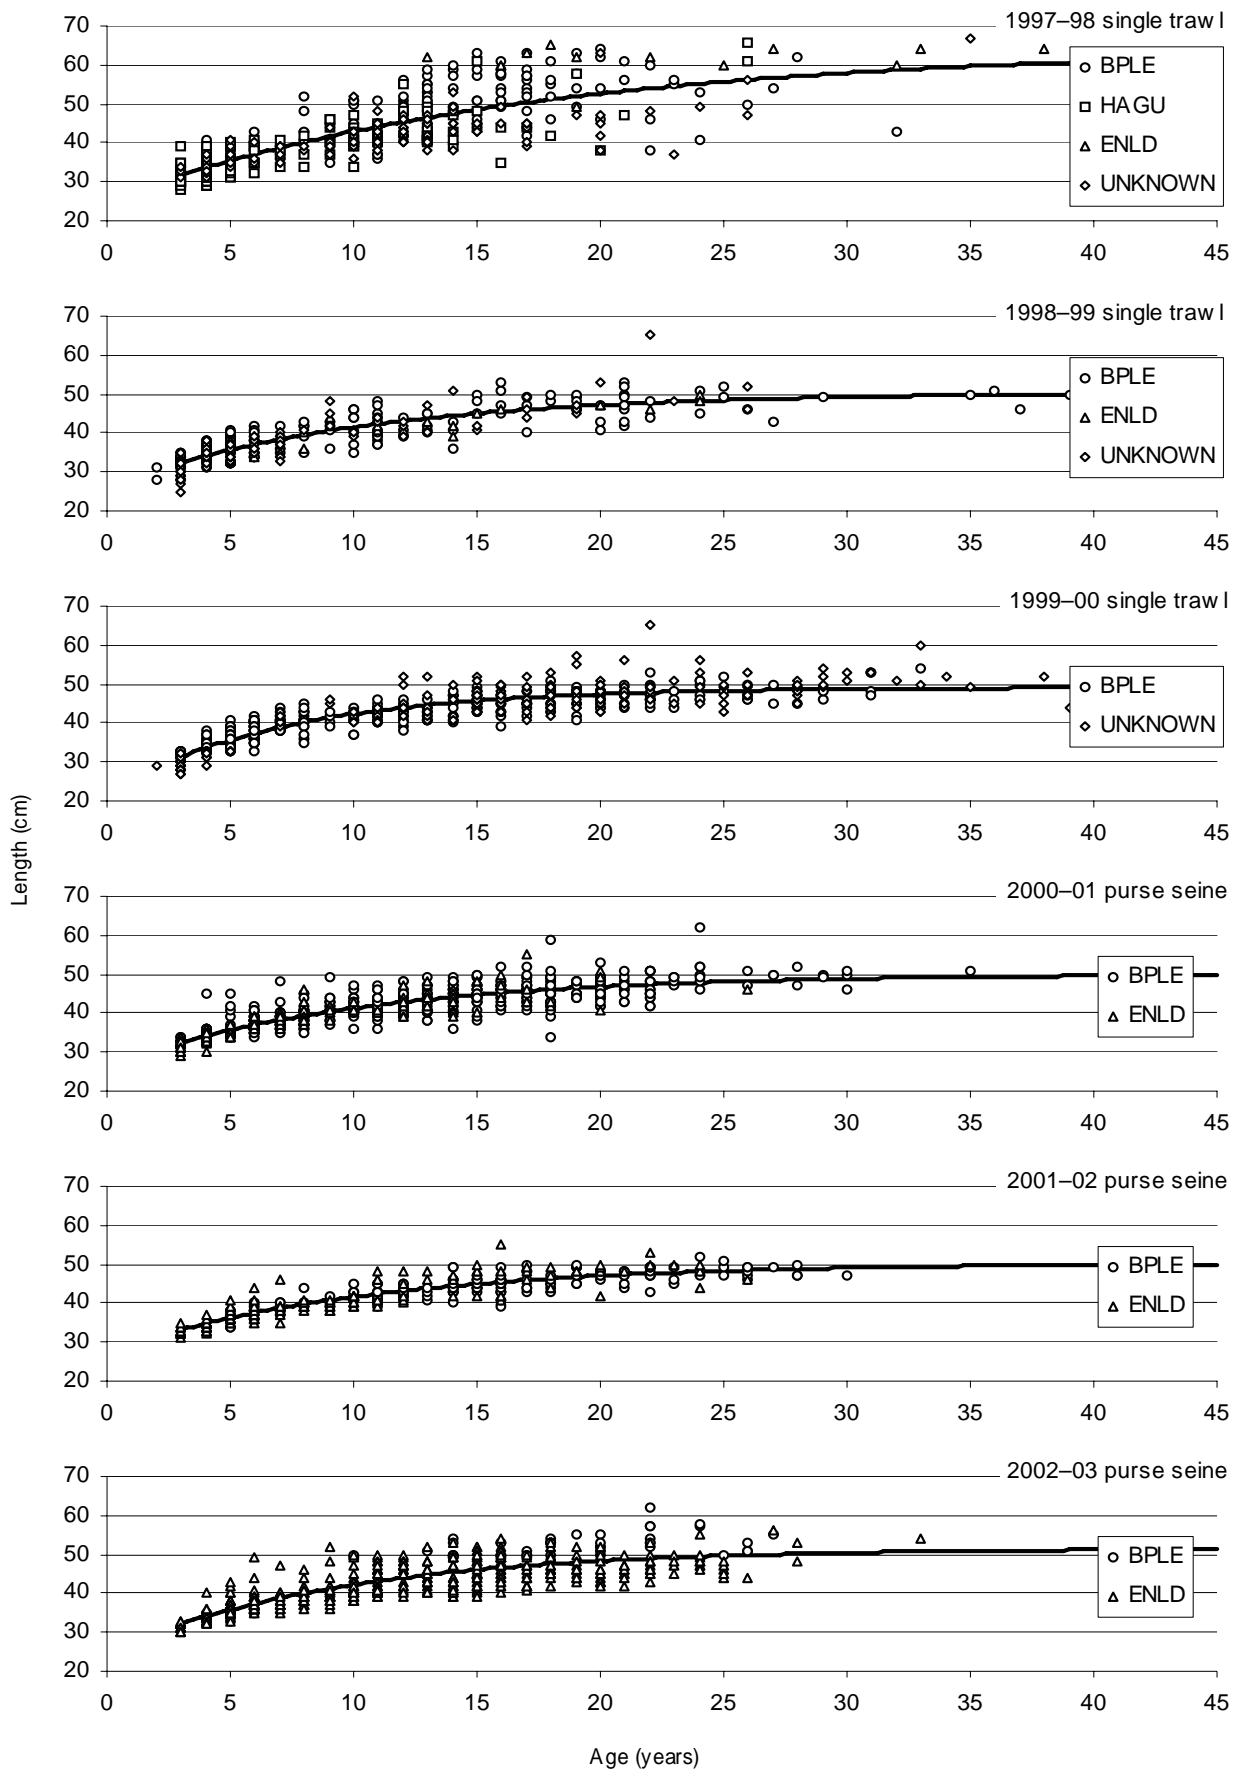 1997–98 single trawl
70
60
50
40
30
20
BPLE
HAGU
ENLD
UNKNOWN
0 5 10 15 20 25 30 35 40 45
1998–99 single trawl
70
60
50
40
30
20
BPLE
ENLD
UNKNOWN
0 5 10 15 20 25 30 35 40 45
1999–00 single trawl
70
60
50
40
30
20
BPLE
UNKNOWN
0 5 10 15 20 25 30 35 40 45
Length (cm)
2000–01 purse seine
70
60
50
40
30
20
BPLE
ENLD
0 5 10 15 20 25 30 35 40 45
2001–02 purse seine
70
60
50
40
30
20
BPLE
ENLD
0 5 10 15 20 25 30 35 40 45
2002–03 purse seine
70
60
50
40
30
20
BPLE
ENLD
0 5 10 15 20 25 30 35 40 45
Age (years)